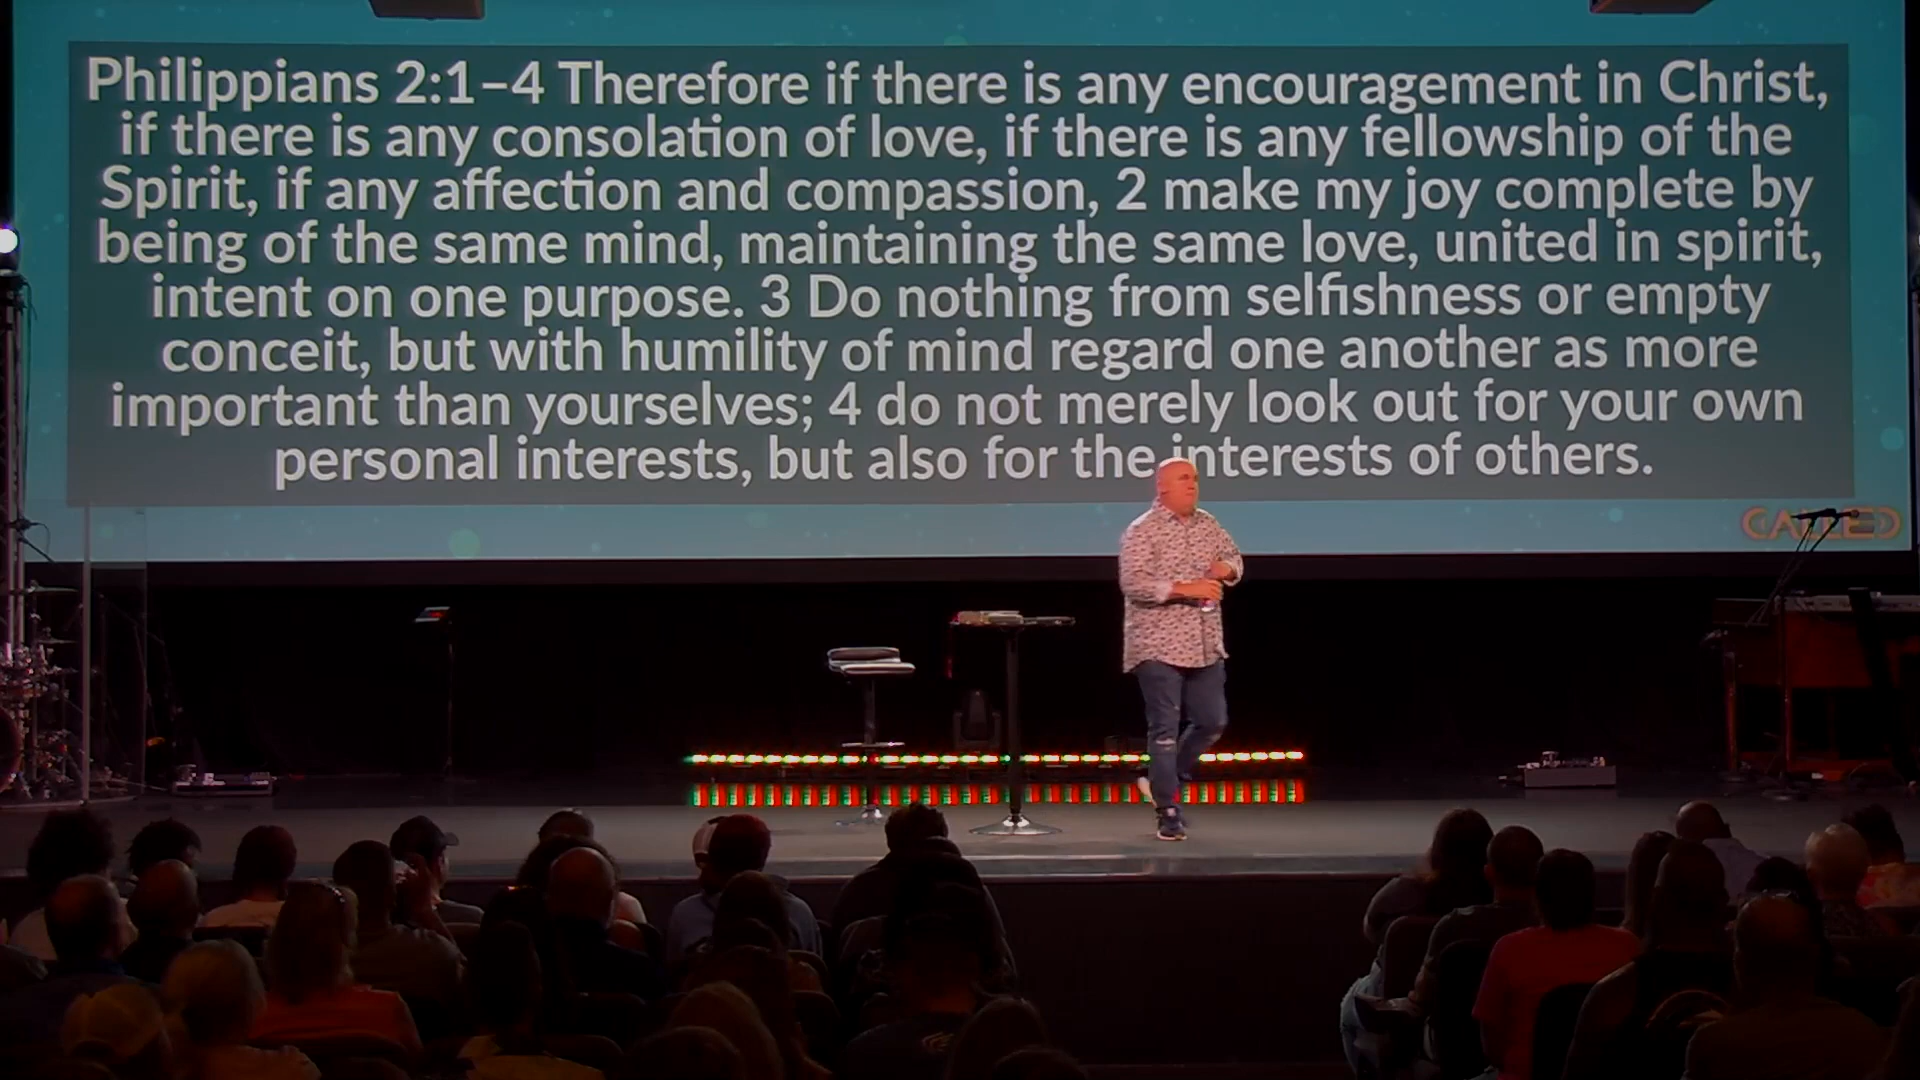 Philippians 2:1–4 Therefore if there is any encouragement in Christ,
if there is any consolation of love, if there is any fellowship of the
Spirit, if any affection and compassion, 2 make my joy complete by
being of the same mind, maintaining the same love, united in spirit,
intent on one purpose. 3 Do nothing from selfishness or empty
conceit, but with humility of mind regard one another as more
important than yourselves; 4 do not merely look out for your own
personal interests, but also for the interests of others.
CALLED